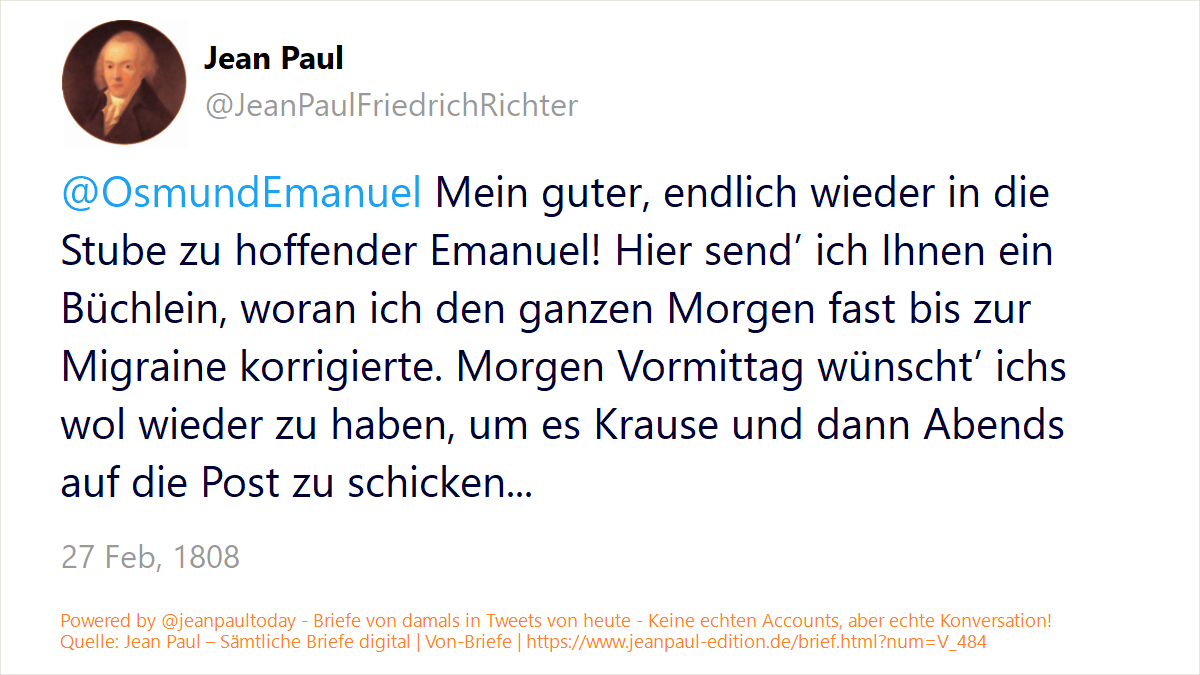 Jean Paul
@JeanPaulFriedrichRichter
@OsmundEmanuel Mein guter, endlich wieder in die
Stube zu hoffender Emanuel! Hier send’ ich Ihnen ein
Büchlein, woran ich den ganzen Morgen fast bis zur
Migraine korrigierte. Morgen Vormittag wünscht’ ichs
wol wieder zu haben, um es Krause und dann Abends
auf die Post zu schicken...
27 Feb, 1808
Powered by @jeanpaultoday - Briefe von damals in Tweets von heute - Keine echten Accounts, aber echte Konversation!
Quelle: Jean Paul – Sämtliche Briefe digital | Von-Briefe | https://www.jeanpaul-edition.de/brief.html?num=V_484